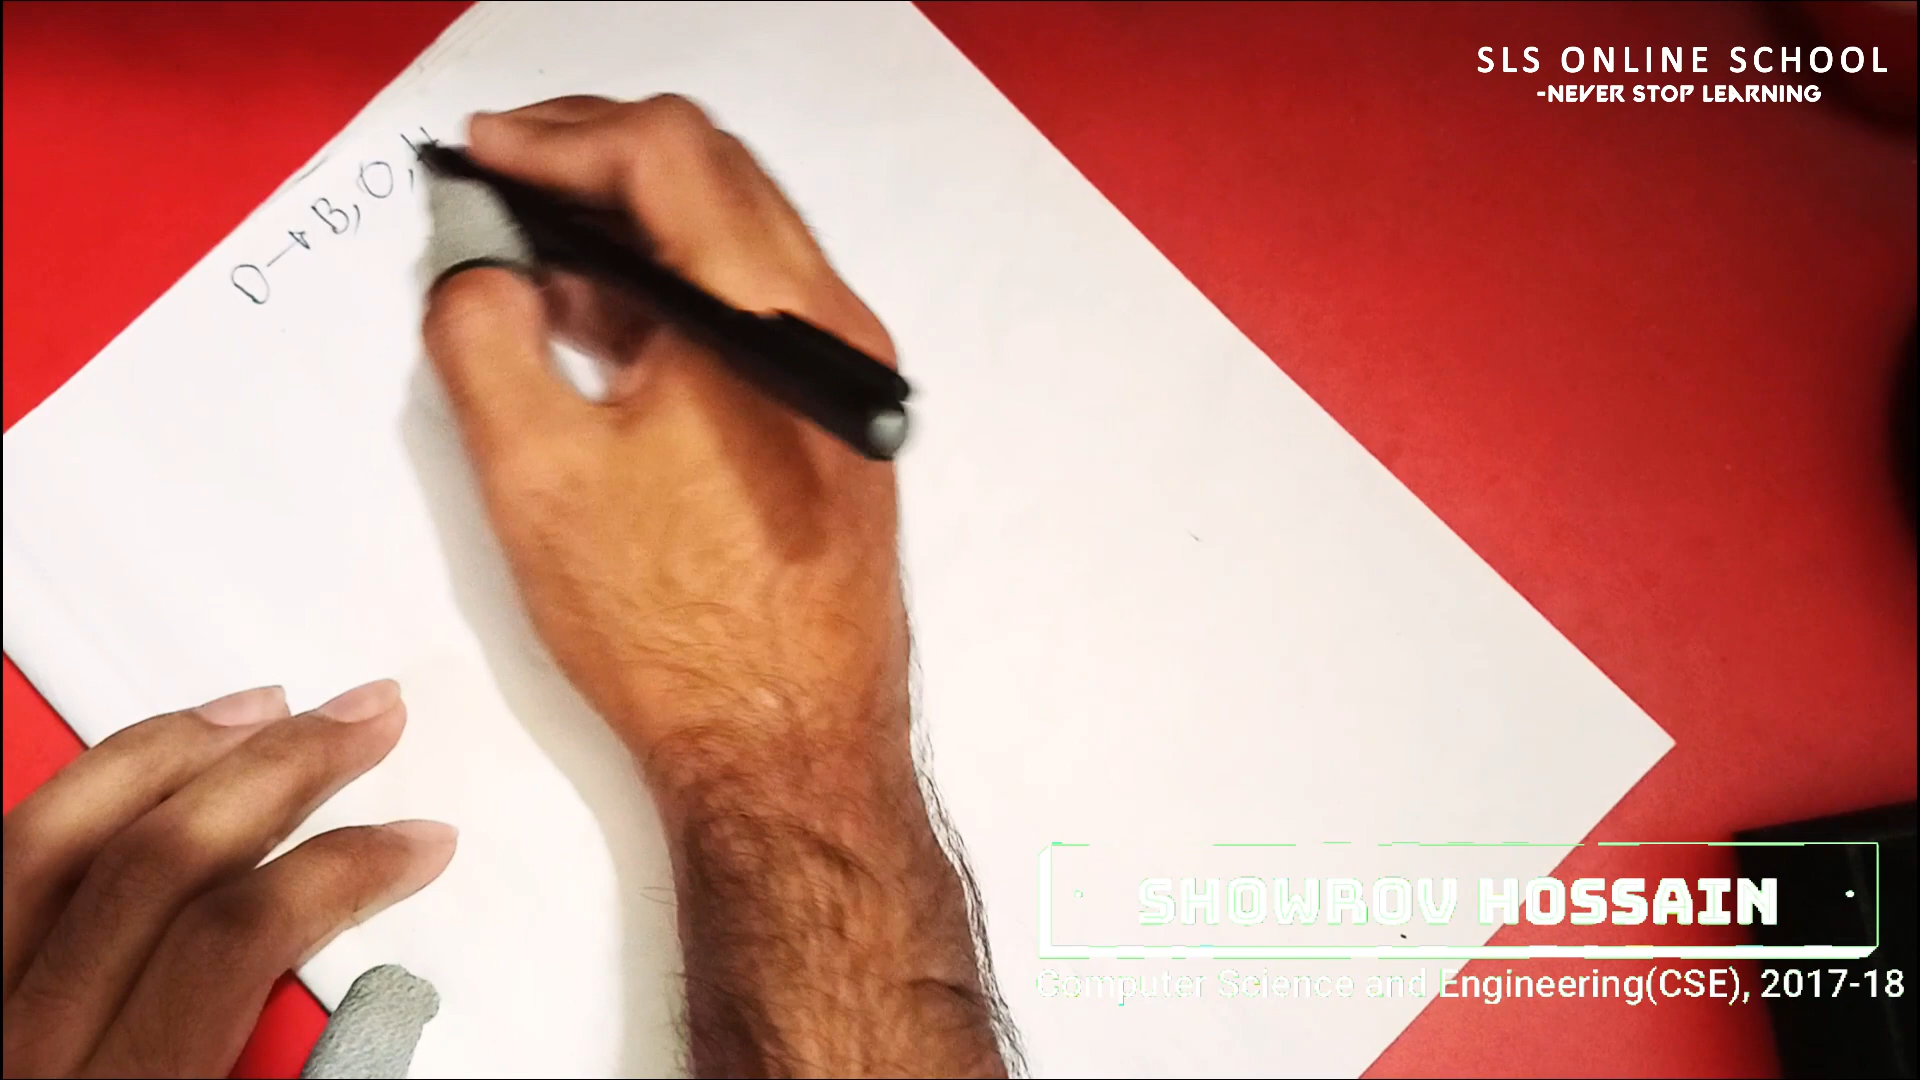 SLS ONLINE SCHOOL
-NEVER STOP LEARNING
D→B, O, H
SHOWROV HOSSAIN
Computer Science and Engineering(CSE), 2017-18